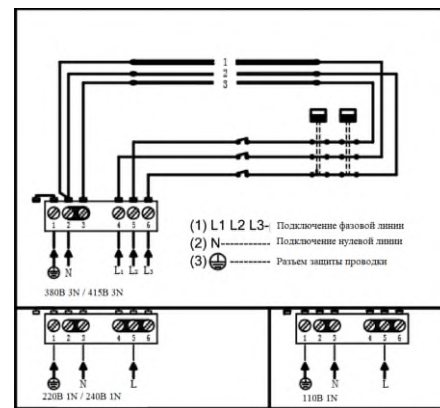 1
2
3
1 2 3 4 5 6
N L1 L2 L3
380В 3N / 415В 3N
(1) L1 L2 L3- Подключение фазовой линии
(2) N---------- Подключение нулевой линии
(3) -------- Разъем защиты проводки
1 2 3 4 5 6
N L
220В 1N / 240В 1N
1 2 3 4 5 6
N L
110В 1N